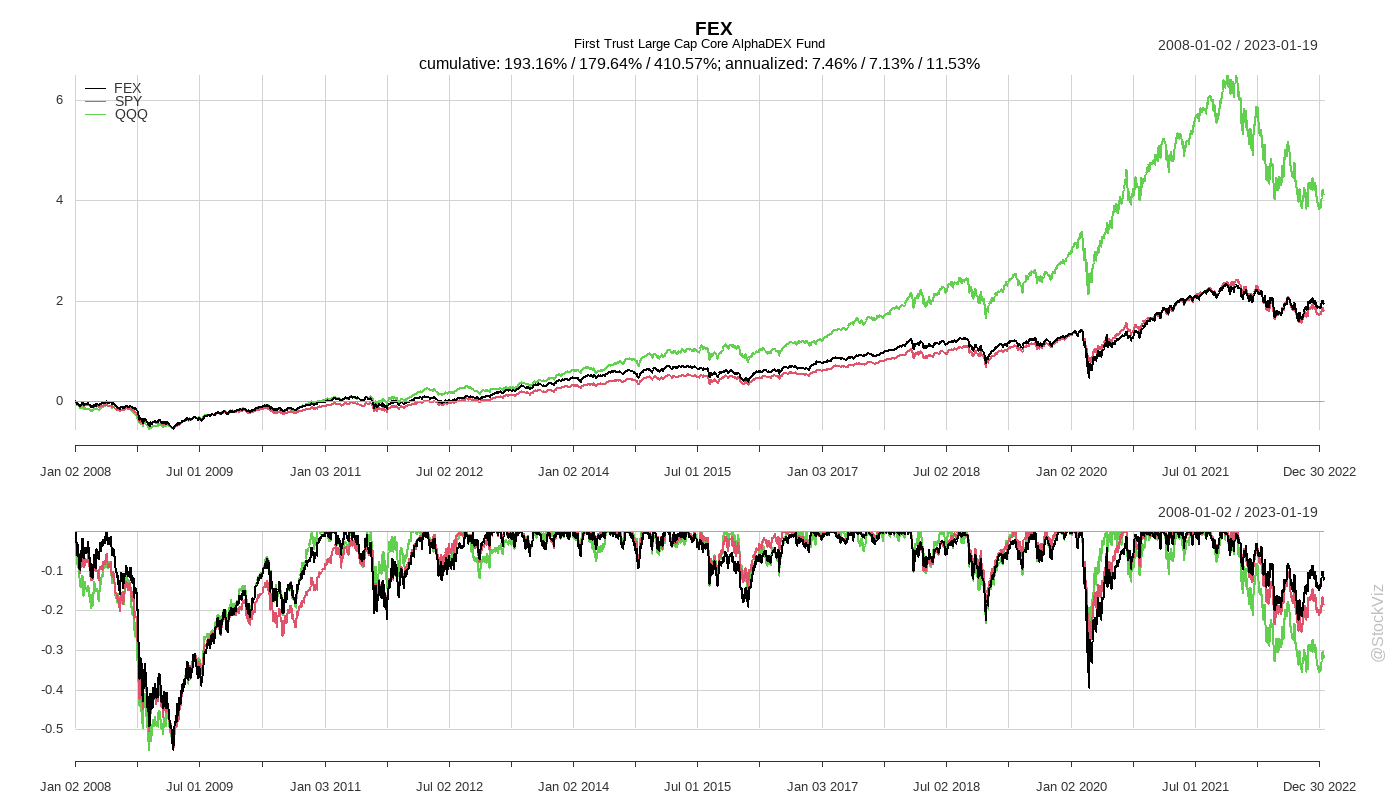 FEX
First Trust Large Cap Core AlphaDEX Fund
2008-01-02 / 2023-01-19
cumulative: 193.16% / 179.64% / 410.57%; annualized: 7.46% / 7.13% / 11.53%
FEX
SPY
QQQ
6
4
2
0
Jan 02 2008 Jul 01 2009 Jan 03 2011 Jul 02 2012 Jan 02 2014 Jul 01 2015 Jan 03 2017 Jul 02 2018 Jan 02 2020 Jul 01 2021 Dec 30 2022
2008-01-02 / 2023-01-19
-0.1
-0.2
-0.3
-0.4
-0.5
Jan 02 2008 Jul 01 2009 Jan 03 2011 Jul 02 2012 Jan 02 2014 Jul 01 2015 Jan 03 2017 Jul 02 2018 Jan 02 2020 Jul 01 2021 Dec 30 2022
@StockViz